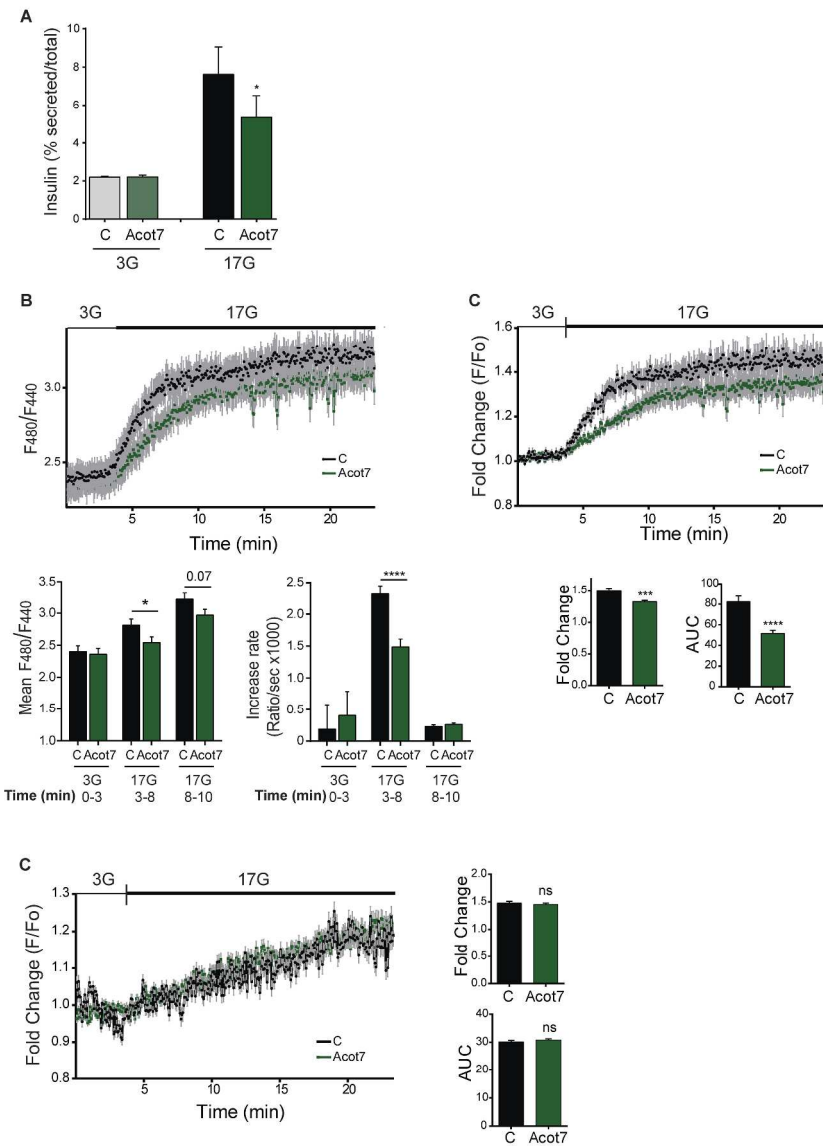 A
Insulin (% secreted/total)
10
8
6
4
2
0
*
C Acot7 C Acot7
3G 17G
B
3G 17G
F480/F440
3.0
2.5
C
Acot7
5 10 15 20
Time (min)
C
3G 17G
Fold Change (F/Fo)
1.6
1.4
1.2
1.0
0.8
C
Acot7
5 10 15 20
Time (min)
Mean F480/F440
3.5
3.0
2.5
2.0
1.5
1.0
*
0.07
C Acot7 C Acot7 C Acot7
3G 17G 17G
Time (min) 0-3 3-8 8-10
Increase rate
(Ratio/sec x1000)
2.5
2.0
1.5
1.0
0.5
0
****
C Acot7 C Acot7 C Acot7
3G 17G 17G
Time (min) 0-3 3-8 8-10
Fold Change
1.5
1.0
0.5
0.0
***
C Acot7
AUC
100
80
60
40
20
0
****
C Acot7
C
3G 17G
Fold Change (F/Fo)
1.3
1.2
1.1
1.0
0.9
0.8
C
Acot7
5 10 15 20
Time (min)
Fold Change
2.0
1.5
1.0
0.5
0.0
ns
C Acot7
AUC
40
30
20
10
0
ns
C Acot7